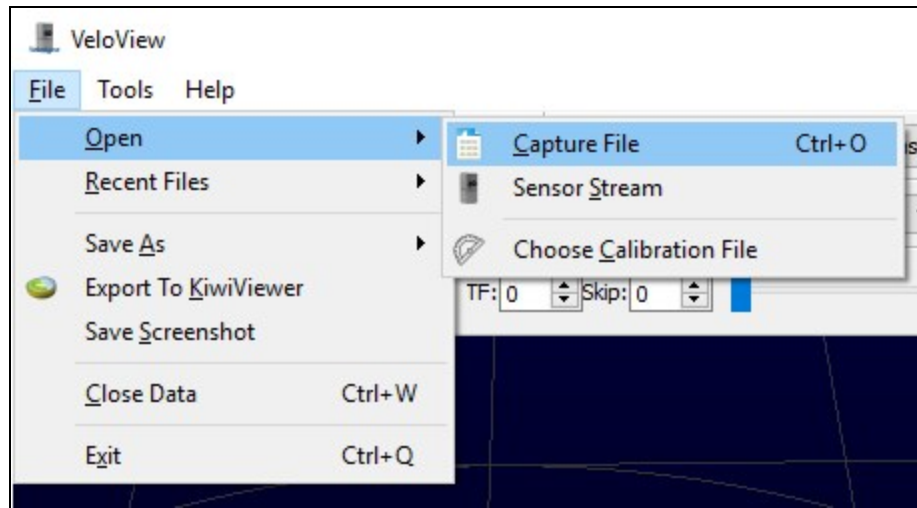 VeloView
File Tools Help
Open
Capture File Ctrl+O
Recent Files
Sensor Stream
Save As
Choose Calibration File
Export To KiwiViewer
TF: 0 Skip: 0
Save Screenshot
Close Data Ctrl+W
Exit Ctrl+Q